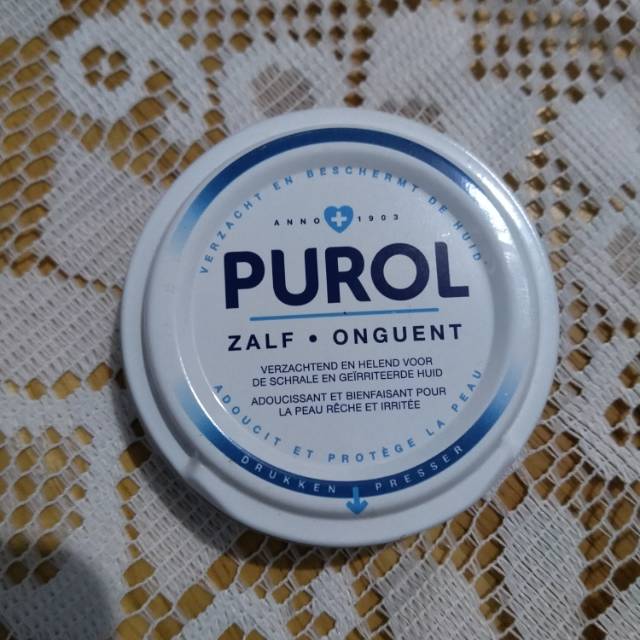 VERZACHT EN BESCHERMT DE HUID
ANNO 1903
PUROL
ZALF • ONGUENT
VERZACHTEND EN HELEND VOOR
DE SCHRALE EN GEÏRRITEERDE HUID
ADOUCISSANT ET BIENFAISANT POUR
LA PEAU RÊCHE ET IRRITÉE
ADOUCIT ET PROTÈGE LA PEAU
DRUKKEN PRESSER